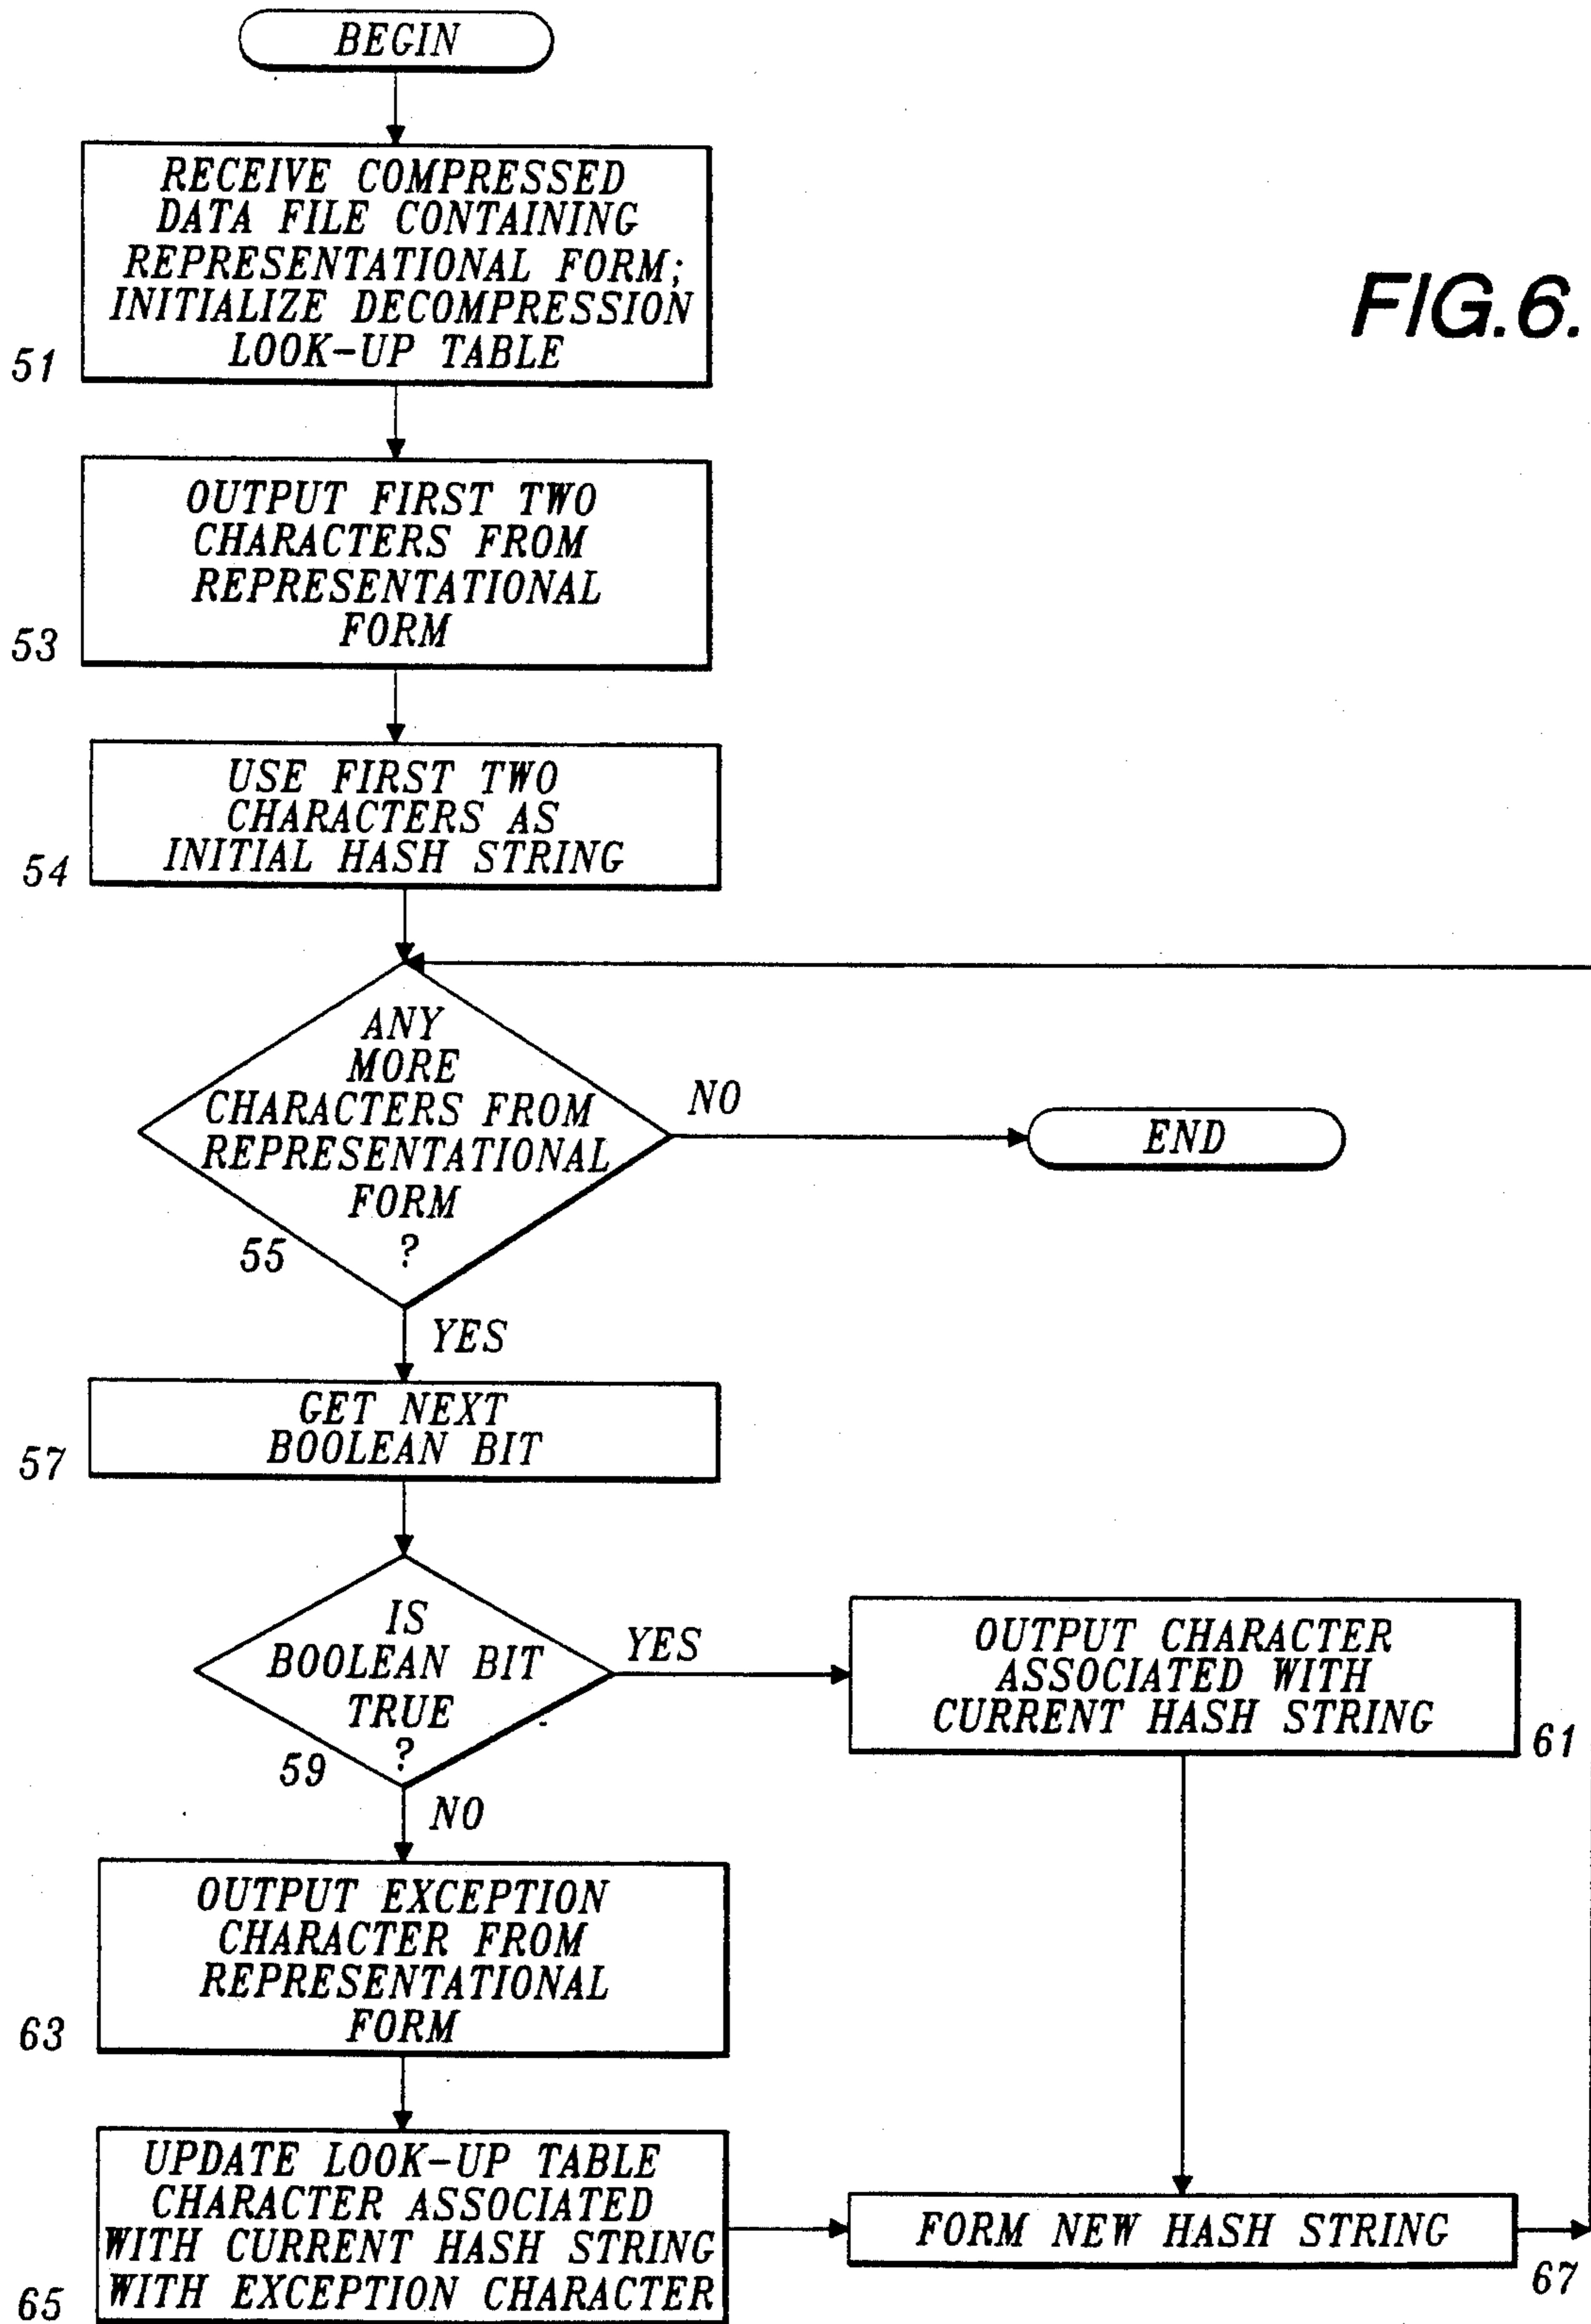 BEGIN
RECEIVE COMPRESSED
DATA FILE CONTAINING
REPRESENTATIONAL FORM;
INITIALIZE DECOMPRESSION
LOOK-UP TABLE
51
FIG.6.
OUTPUT FIRST TWO
CHARACTERS FROM
REPRESENTATIONAL
FORM
53
USE FIRST TWO
CHARACTERS AS
INITIAL HASH STRING
54
ANY
MORE
CHARACTERS FROM
REPRESENTATIONAL
FORM
?
55
NO
END
YES
GET NEXT
BOOLEAN BIT
57
IS
BOOLEAN BIT
TRUE
?
59
YES
OUTPUT CHARACTER
ASSOCIATED WITH
CURRENT HASH STRING
61
NO
OUTPUT EXCEPTION
CHARACTER FROM
REPRESENTATIONAL
FORM
63
UPDATE LOOK-UP TABLE
CHARACTER ASSOCIATED
WITH CURRENT HASH STRING
WITH EXCEPTION CHARACTER
65
FORM NEW HASH STRING
67